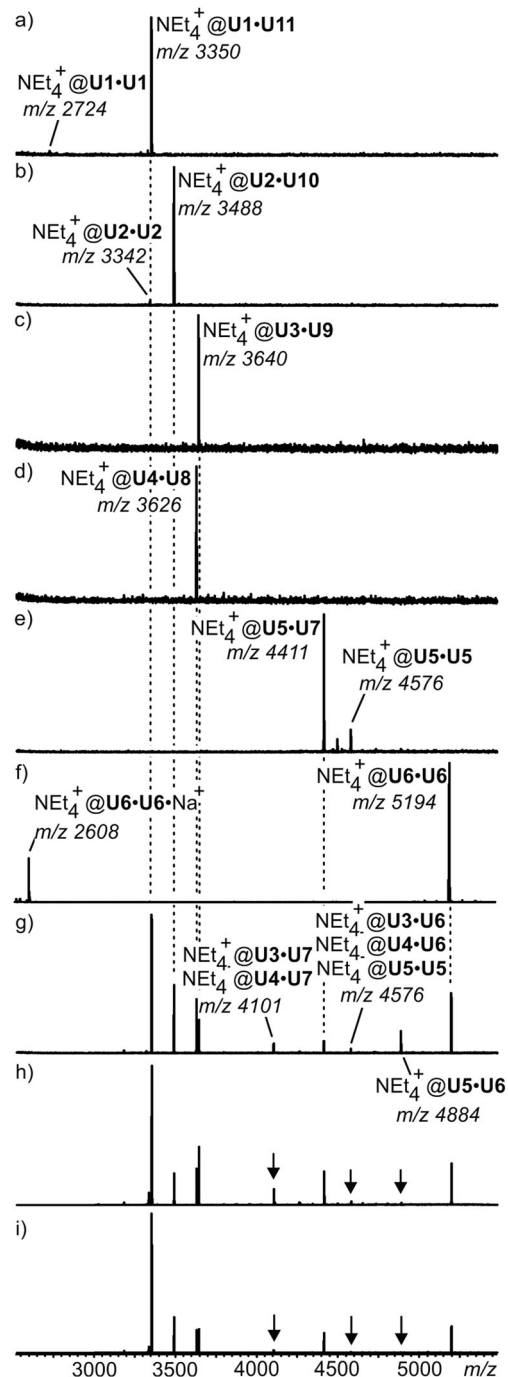 a)
NEt4+@U1•U11
m/z 3350
NEt4+@U1•U1
m/z 2724
b)
NEt4+@U2•U10
m/z 3488
NEt4+@U2•U2
m/z 3342
c)
NEt4+@U3•U9
m/z 3640
d)
NEt4+@U4•U8
m/z 3626
e)
NEt4+@U5•U7
m/z 4411
NEt4+@U5•U5
m/z 4576
f)
NEt4+@U6•U6•Na+
m/z 2608
NEt4+@U6•U6
m/z 5194
g)
NEt4+@U3•U7
NEt4+@U4•U7
m/z 4101
NEt4+@U3•U6
NEt4+@U4•U6
NEt4+@U5•U5
m/z 4576
NEt4+@U5•U6
m/z 4884
h)
i)
3000 3500 4000 4500 5000 m/z